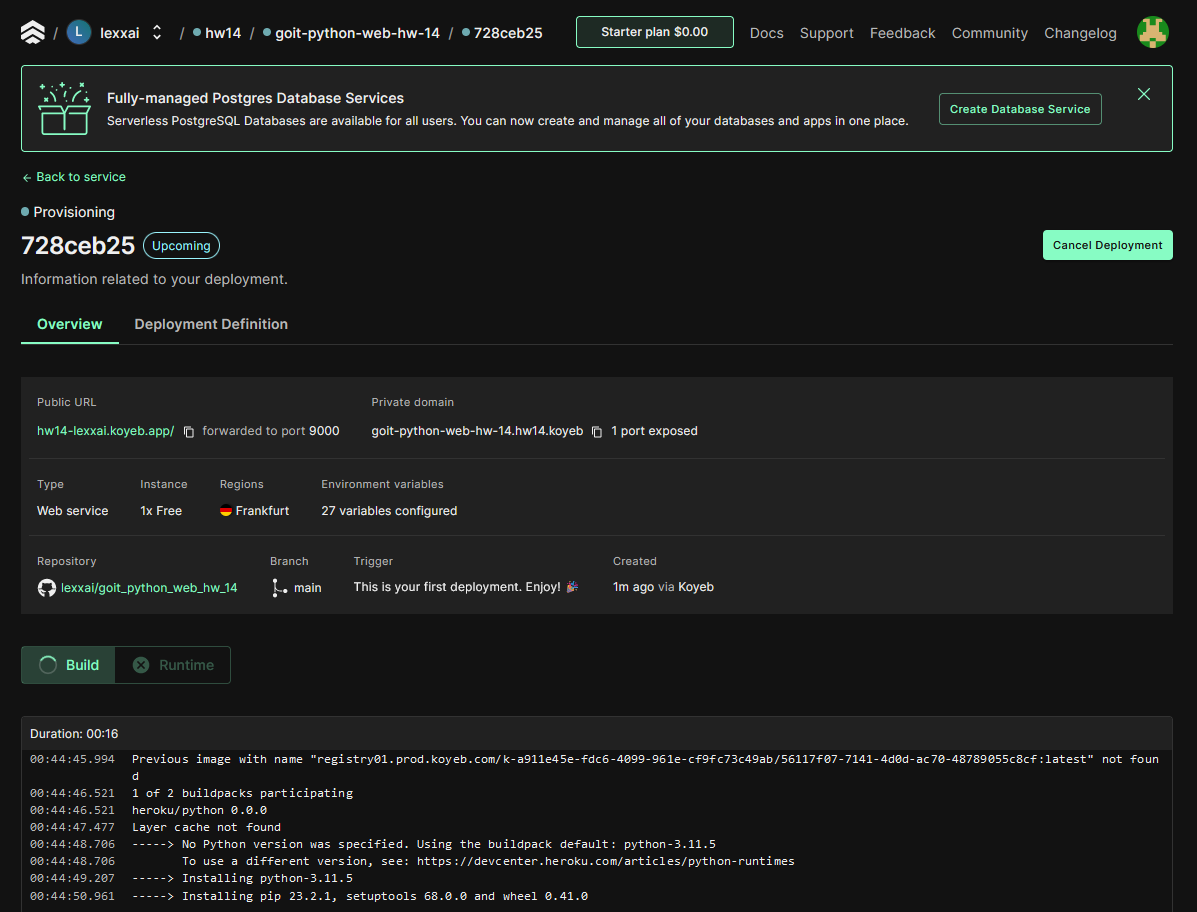 / L lexxai / hw14 / goit-python-web-hw-14 / 728ceb25 Starter plan $0.00 Docs Support Feedback Community Changelog
Fully-managed Postgres Database Services
Serverless PostgreSQL Databases are available for all users. You can now create and manage all of your databases and apps in one place.
Create Database Service
← Back to service
Provisioning
728ceb25 Upcoming
Cancel Deployment
Information related to your deployment.
Overview Deployment Definition
Public URL Private domain
hw14-lexxai.koyeb.app/ forwarded to port 9000 goit-python-web-hw-14.hw14.koyeb 1 port exposed
Type Instance Regions Environment variables
Web service 1x Free Frankfurt 27 variables configured
Repository Branch Trigger Created
lexxai/goit_python_web_hw_14 main This is your first deployment. Enjoy! 🎉 1m ago via Koyeb
Build Runtime
Duration: 00:16
00:44:45.994 Previous image with name "registry01.prod.koyeb.com/k-a911e45e-fdc6-4099-961e-cf9fc73c49ab/56117f07-7141-4d0d-ac70-48789055c8cf:latest" not foun
d
00:44:46.521 1 of 2 buildpacks participating
00:44:46.521 heroku/python 0.0.0
00:44:47.477 Layer cache not found
00:44:48.706 -----> No Python version was specified. Using the buildpack default: python-3.11.5
00:44:48.706 To use a different version, see: https://devcenter.heroku.com/articles/python-runtimes
00:44:49.207 -----> Installing python-3.11.5
00:44:50.961 -----> Installing pip 23.2.1, setuptools 68.0.0 and wheel 0.41.0